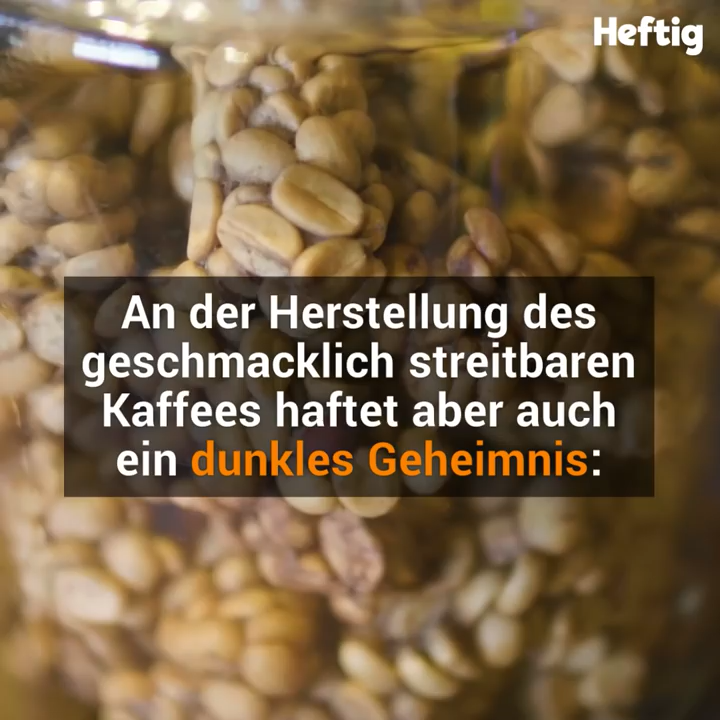 Heftig
An der Herstellung des
geschmacklich streitbaren
Kaffees haftet aber auch
ein dunkles Geheimnis: